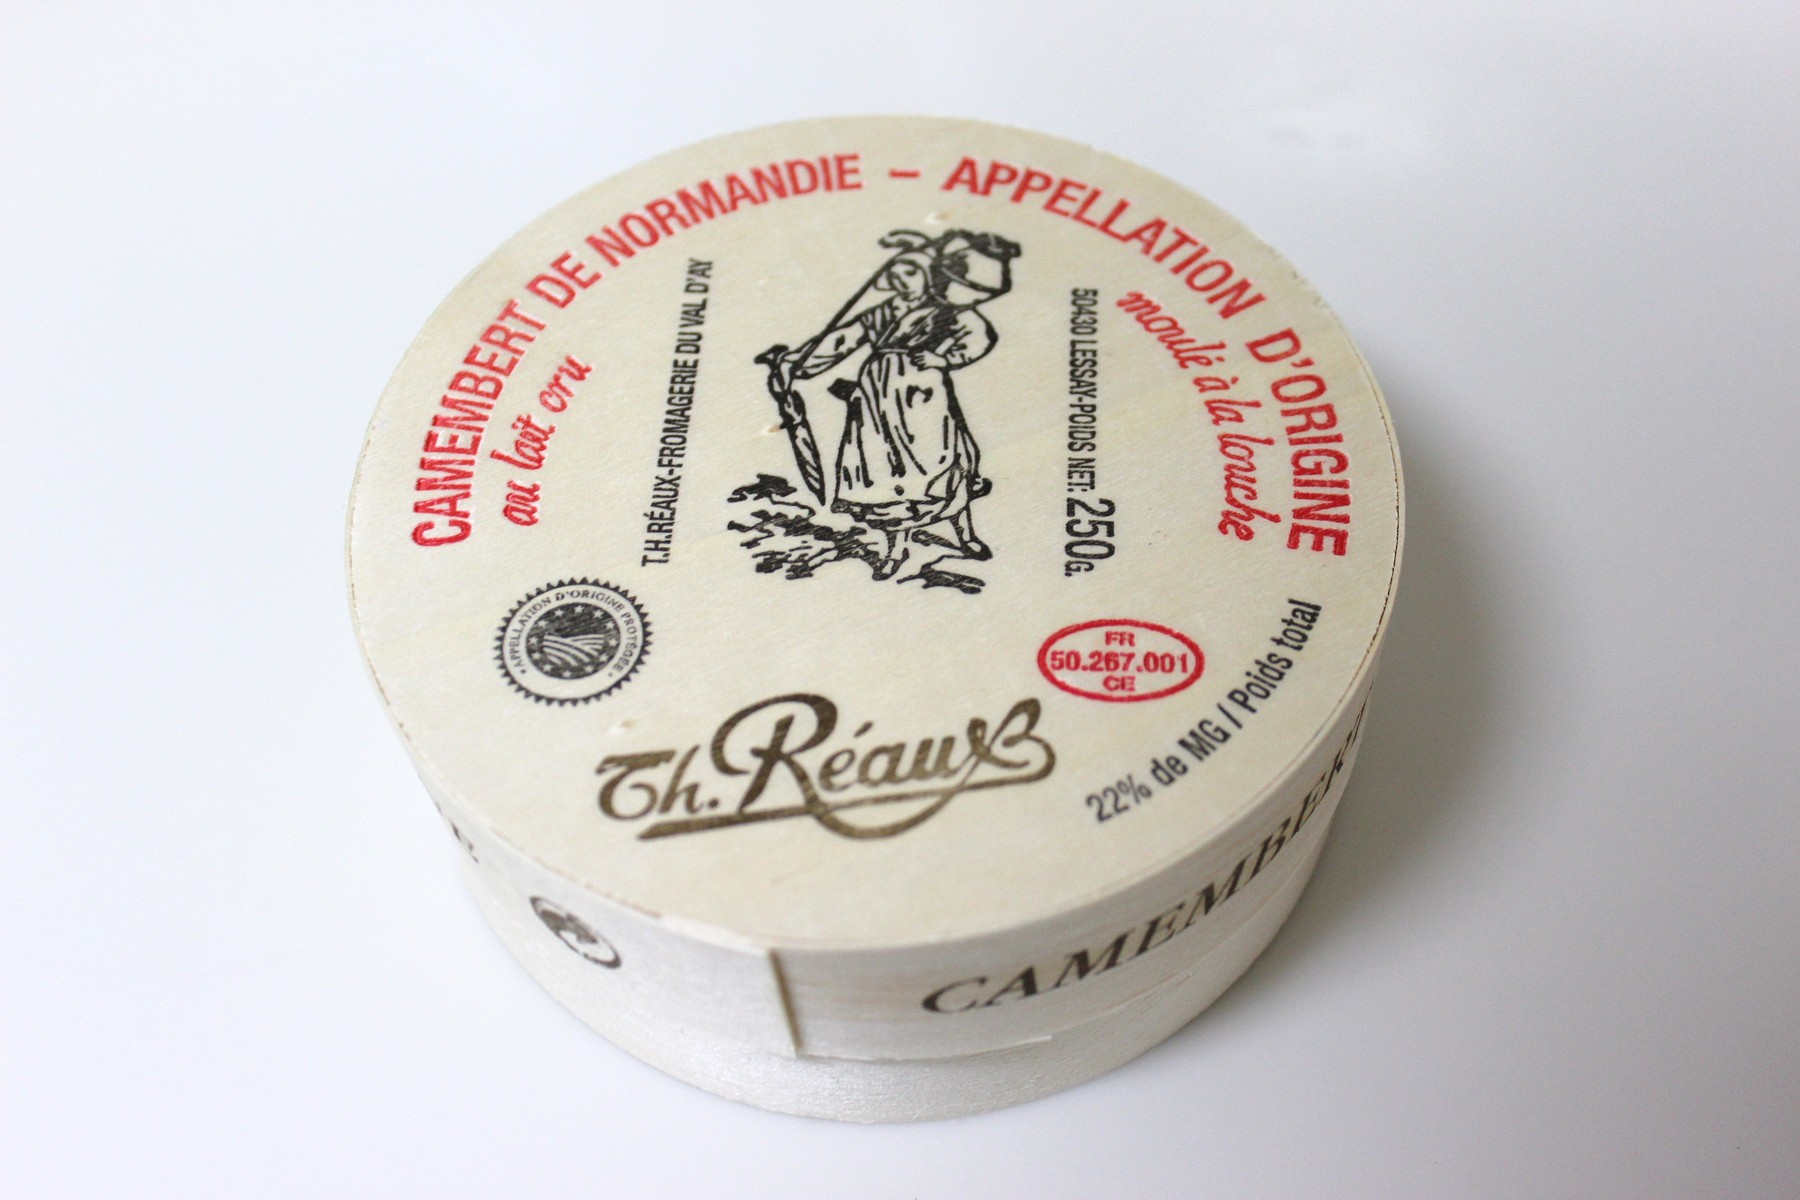 CAMEMBERT DE NORMANDIE – APPELLATION D'ORIGINE
au lait cru
moulé à la louche
T.H.RÉAUX-FROMAGERIE DU VAL D'AY
50430 LESSAY-POIDS NET: 250G.
• APPELLATION D'ORIGINE PROTÉGÉE •
FR
50.267.001
CE
Th. Réaux
22% de MG / Poids total
CAMEMBERT